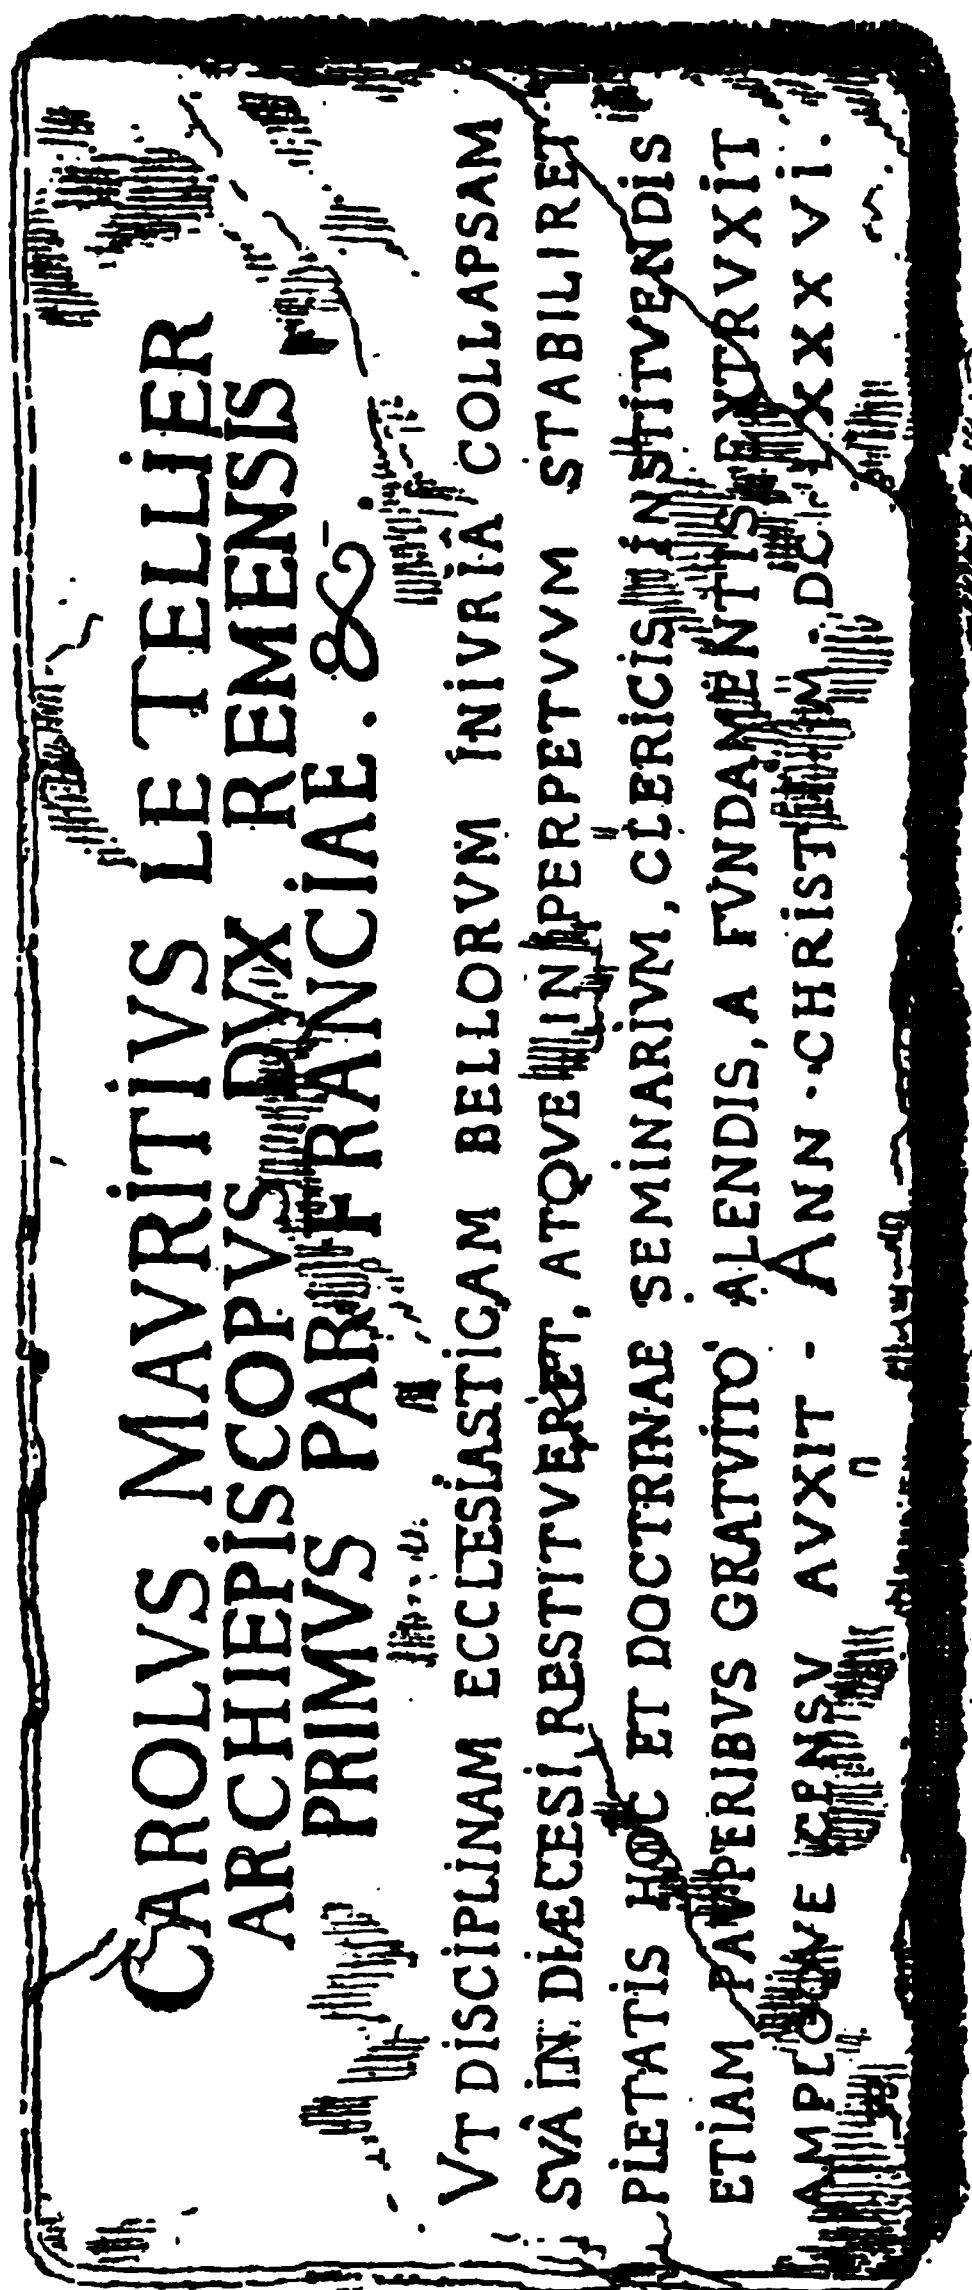 CAROLVS MAVRITIVS LE TELLIER
ARCHIEPISCOPVS DVX REMENSIS
PRIMVS PAR FRANCIAE. &
VT DISCIPLINAM ECCLESIASTICAM BELLORVM INIVRIA COLLAPSAM
SVA IN DIÆCESI RESTITVERET, ATQVE IN PERPETVVM STABILIRET
PIETATIS HOC ET DOCTRINAE SEMINARIVM, CLERICIS INSTITVENDIS
ETIAM PAVPERIBVS GRATVITO ALENDIS, A FVNDAMENTIS EXTRVXIT
AMPLOQVE CENSV AVXIT - ANN · CHRISTI M. DC LXXXVI.